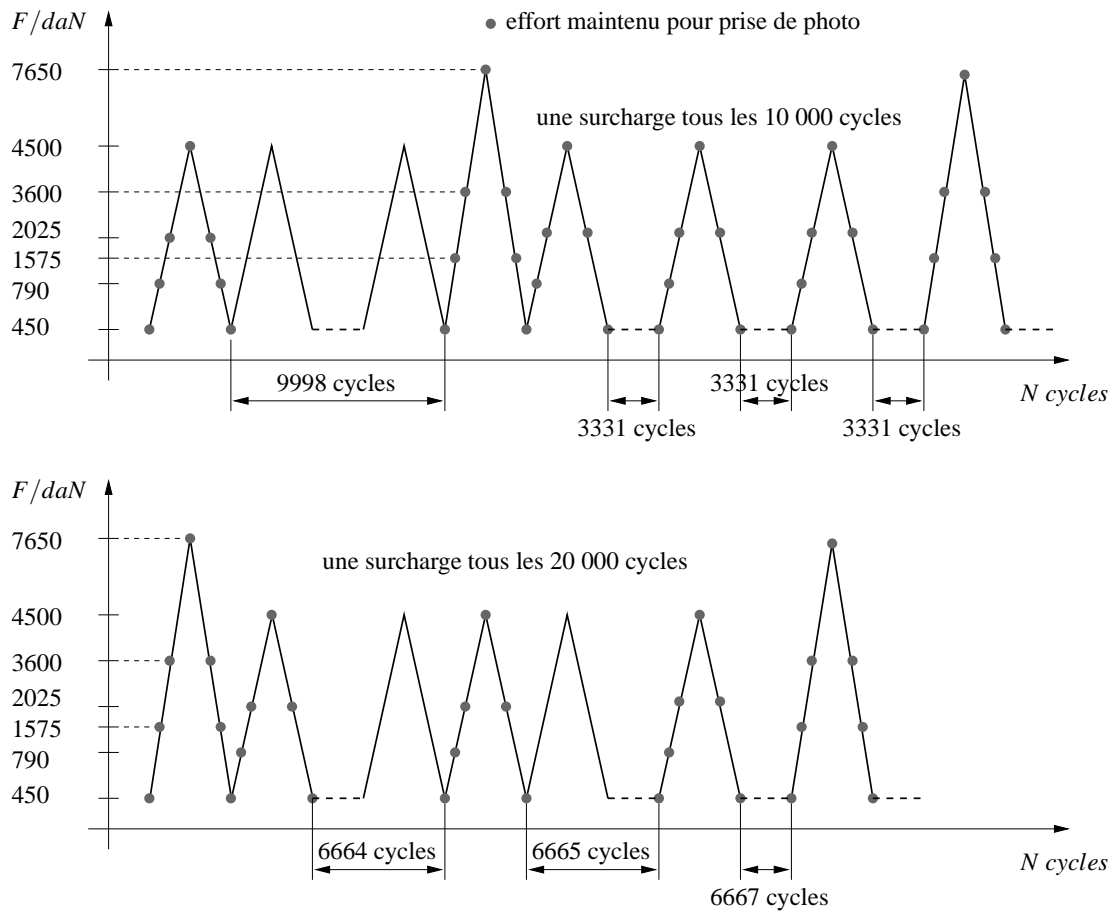 F/daN
effort maintenu pour prise de photo
7650
une surcharge tous les 10 000 cycles
4500
3600
2025
1575
790
450
9998 cycles
3331 cycles
N cycles
3331 cycles
3331 cycles
F/daN
7650
une surcharge tous les 20 000 cycles
4500
3600
2025
1575
790
450
6664 cycles
6665 cycles
N cycles
6667 cycles